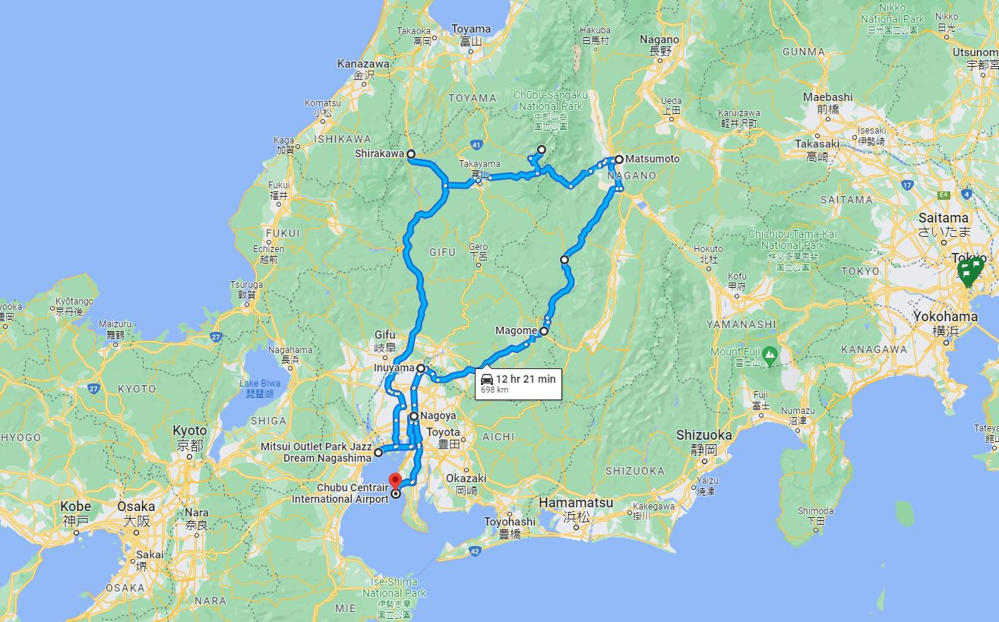 Nikko
National Park
日光国立公園
Nikko
日光
Takaoka
高岡
Toyama
富山
Hakuba
白馬村
Nagano
長野
GUNMA
Utsunom
宇都宮
Kanazawa
金沢
TOYAMA
Chūbu-Sangaku
National Park
中部山岳
国立公園
Ueda
上田
Maebashi
前橋
Komatsu
小松
Karuizawa
軽井沢町
Isesaki
伊勢崎
Kaga
加賀
ISHIKAWA
41
Takasaki
高崎
Shirakawa
Takayama
高山
Matsumoto
NAGANO
Fukui
福井
17
E4
4
SAITAMA
Saitama
さいたま
FUKUI
Echizen
越前
GIFU
Gero
下呂
Chichibu-Tama-Kai
National Park
秩父多摩甲斐
国立公園
Hokuto
北杜
Tokyo
TOKYO
Kofu
甲府
Tsuruga
敦賀
Kyōtango
京丹後
yooka
豊岡
Maizuru
舞鶴
27
Yokohama
横浜
YAMANASHI
Gifu
岐阜
Magome
Nagahama
長浜
Mount Fuji
富士山
KANAGAWA
Inuyama
12 hr 21 min
698 km
27
KYOTO
Lake Biwa
琵琶湖
Fuji
富士
Numazu
沼津
SHIGA
Nagoya
HYOGO
Kyoto
京都
Toyota
豊田
AICHI
Shizuoka
静岡
Tateya
館山
Mitsui Outlet Park Jazz
Dream Nagashima
SHIZUOKA
Okazaki
岡崎
Yaizu
焼津
Chubu Centrair
International Airport
Kobe
神戸
Osaka
大阪
Nara
奈良
Hamamatsu
浜松
Kakegawa
掛川
Shimoda
下田
Toyohashi
豊橋
Sakai
堺
42
OSAKA
Ise-Shima
National Park
伊勢志摩
国立公園
NARA
MIE